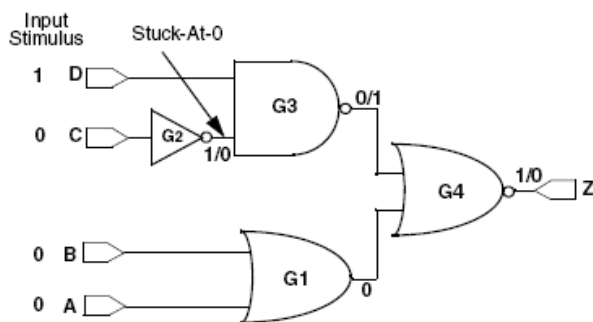 Input
Stimulus
Stuck-At-0
1 D
G3
0/1
0 C
G2
1/0
G4
1/0
Z
0 B
G1
0
0 A